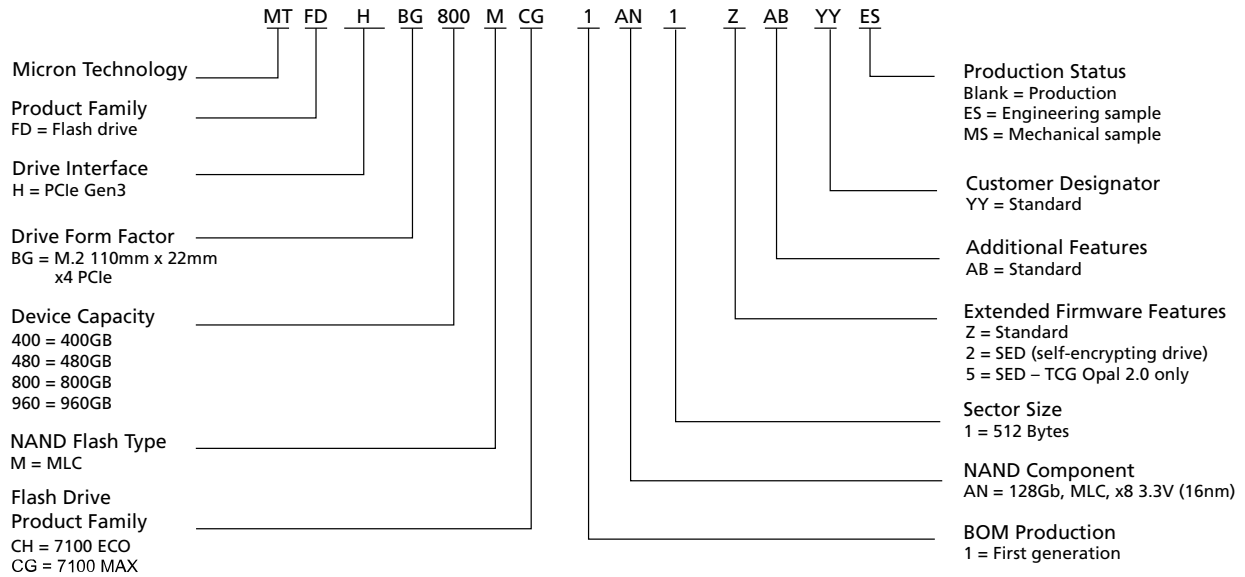 MT FD H BG 800 M CG 1 AN 1 Z AB YY ES
Micron Technology
Product Family
FD = Flash drive
Drive Interface
H = PCIe Gen3
Drive Form Factor
BG = M.2 110mm x 22mm
x4 PCIe
Device Capacity
400 = 400GB
480 = 480GB
800 = 800GB
960 = 960GB
NAND Flash Type
M = MLC
Flash Drive
Product Family
CH = 7100 ECO
CG = 7100 MAX
Production Status
Blank = Production
ES = Engineering sample
MS = Mechanical sample
Customer Designator
YY = Standard
Additional Features
AB = Standard
Extended Firmware Features
Z = Standard
2 = SED (self-encrypting drive)
5 = SED – TCG Opal 2.0 only
Sector Size
1 = 512 Bytes
NAND Component
AN = 128Gb, MLC, x8 3.3V (16nm)
BOM Production
1 = First generation